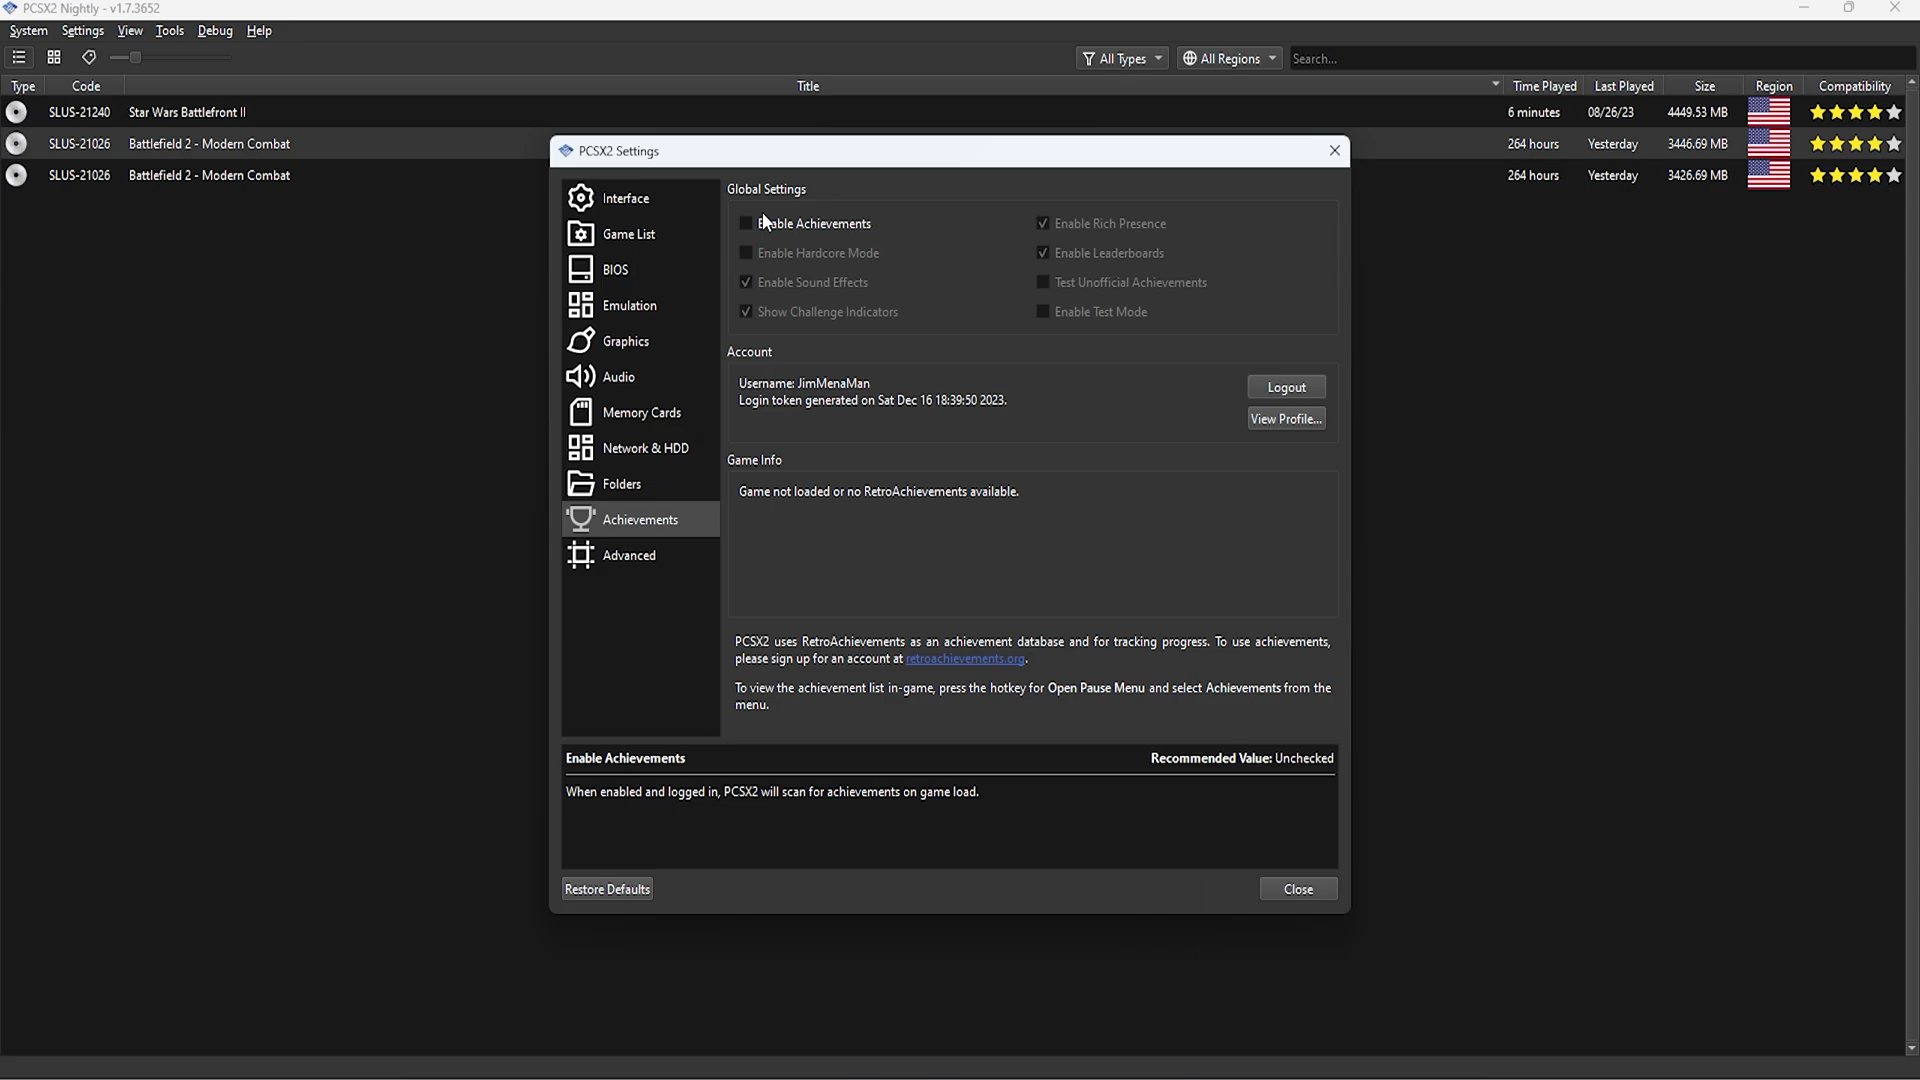 PCSX2 Nightly - v1.7.3652
System Settings View Tools Debug Help
All Types All Regions Search...
Type Code Title Time Played Last Played Size Region Compatibility
SLUS-21240 Star Wars Battlefront II 6 minutes 08/26/23 4449.53 MB
SLUS-21026 Battlefield 2 - Modern Combat 264 hours Yesterday 3446.69 MB
SLUS-21026 Battlefield 2 - Modern Combat 264 hours Yesterday 3426.69 MB
PCSX2 Settings
Interface
Game List
BIOS
Emulation
Graphics
Audio
Memory Cards
Network & HDD
Folders
Achievements
Advanced
Global Settings
Enable Achievements Enable Rich Presence
Enable Hardcore Mode Enable Leaderboards
Enable Sound Effects Test Unofficial Achievements
Show Challenge Indicators Enable Test Mode
Account
Username: JimMenaMan
Login token generated on Sat Dec 16 18:39:50 2023.
Logout
View Profile...
Game Info
Game not loaded or no RetroAchievements available.
PCSX2 uses RetroAchievements as an achievement database and for tracking progress. To use achievements,
please sign up for an account at retroachievements.org.
To view the achievement list in-game, press the hotkey for Open Pause Menu and select Achievements from the
menu.
Enable Achievements Recommended Value: Unchecked
When enabled and logged in, PCSX2 will scan for achievements on game load.
Restore Defaults Close